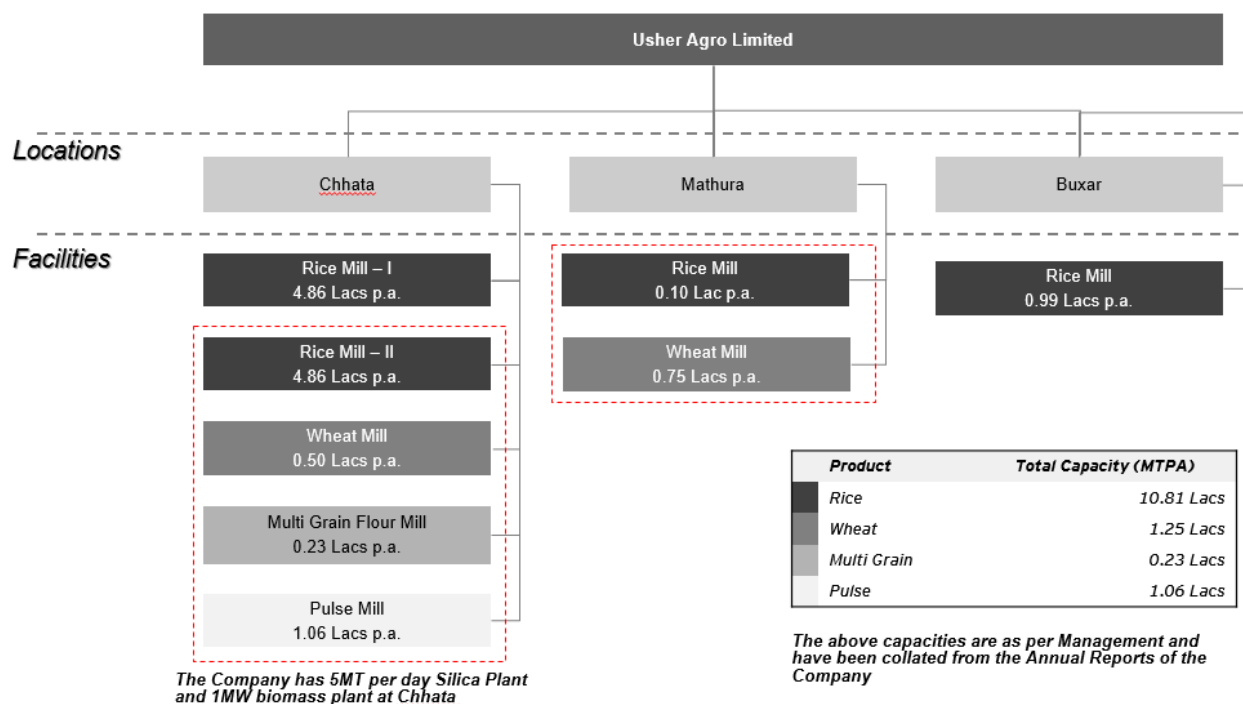 Usher Agro Limited
Locations
Chhata
Mathura
Buxar
Facilities
Rice Mill – I
4.86 Lacs p.a.
Rice Mill – II
4.86 Lacs p.a.
Wheat Mill
0.50 Lacs p.a.
Multi Grain Flour Mill
0.23 Lacs p.a.
Pulse Mill
1.06 Lacs p.a.
The Company has 5MT per day Silica Plant
and 1MW biomass plant at Chhata
Rice Mill
0.10 Lac p.a.
Wheat Mill
0.75 Lacs p.a.
Rice Mill
0.99 Lacs p.a.
Product Total Capacity (MTPA)
Rice 10.81 Lacs
Wheat 1.25 Lacs
Multi Grain 0.23 Lacs
Pulse 1.06 Lacs
The above capacities are as per Management and
have been collated from the Annual Reports of the
Company